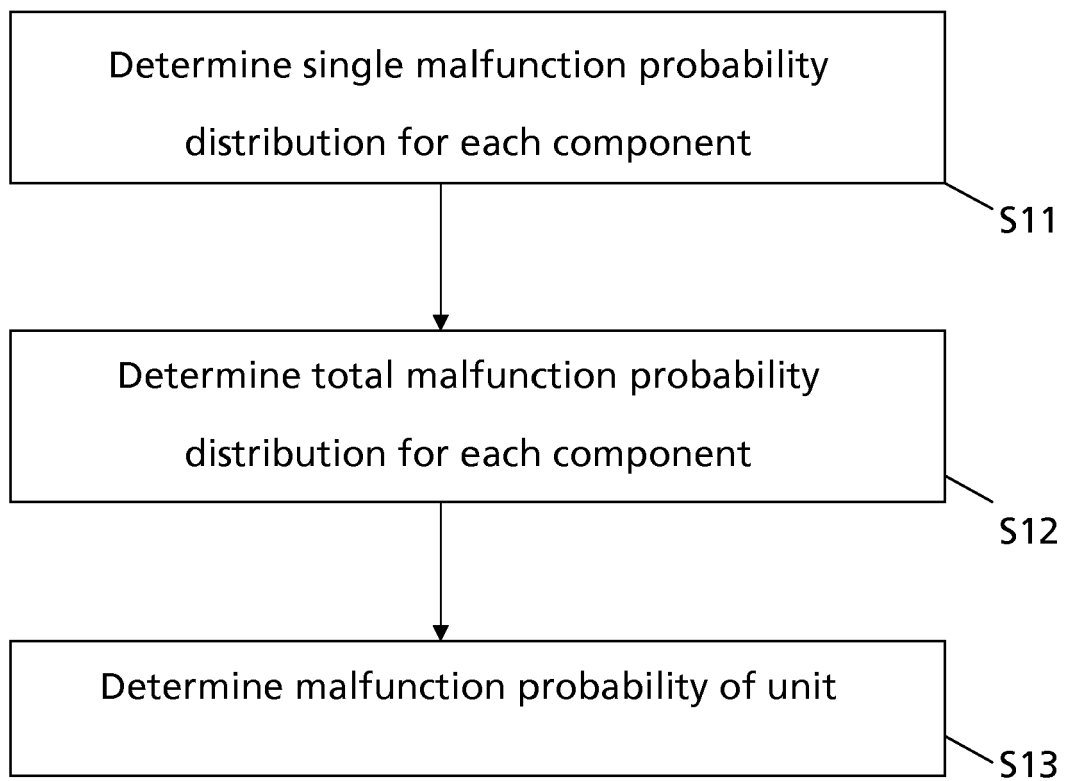 Determine single malfunction probability
distribution for each component
S11
Determine total malfunction probability
distribution for each component
S12
Determine malfunction probability of unit
S13